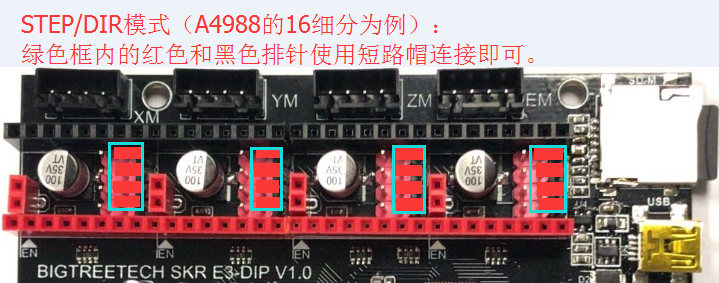 STEP/DIR模式（A4988的16细分为例）：
绿色框内的红色和黑色排针使用短路帽连接即可。
XM
YM
ZM
EM
100
35V
VT
100
35V
VT
100
35V
VT
100
35V
VT
USB
EN
EN
EN
EN
BIGTREETECH SKR E3-DIP V1.0